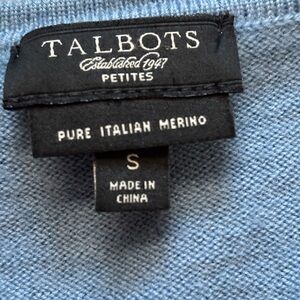 TALBOTS
Established 1947
PETITES
PURE ITALIAN MERINO
S
MADE IN
CHINA